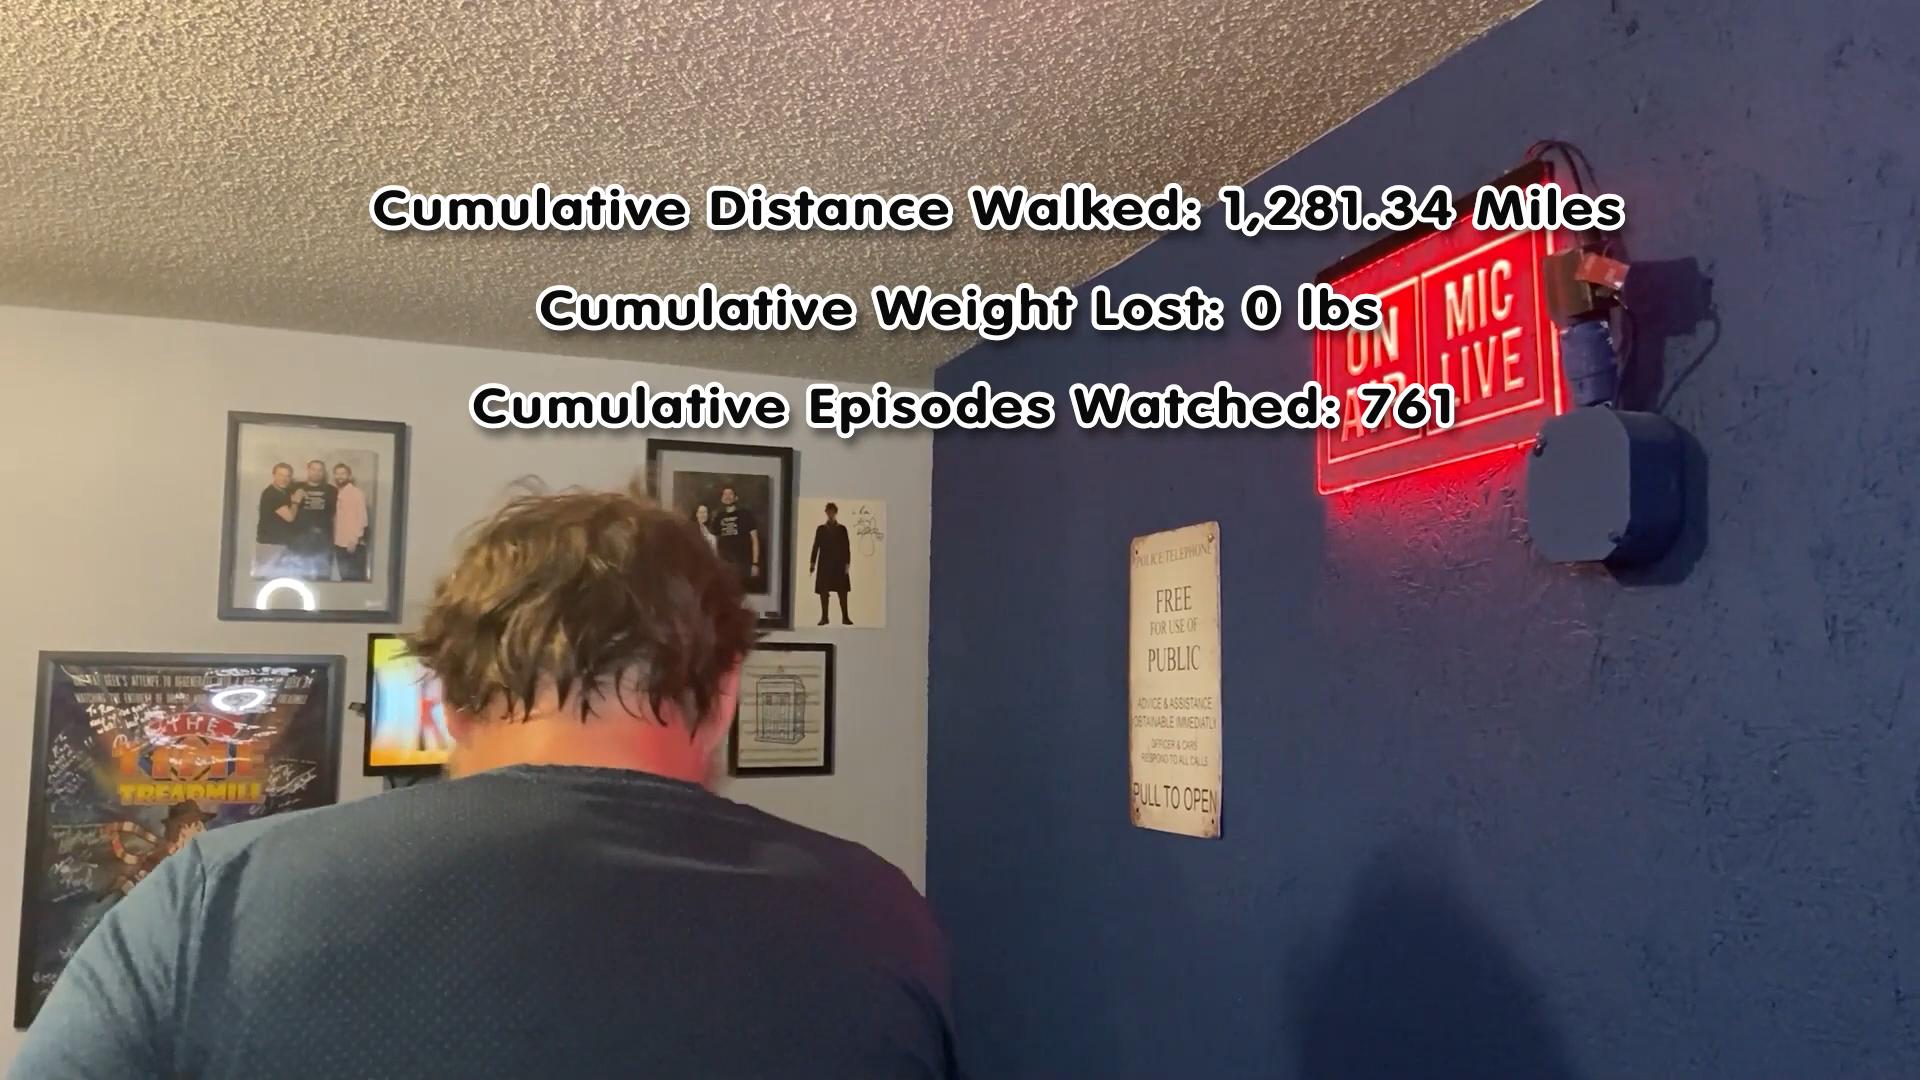 Cumulative Distance Walked: 1,281.34 Miles
Cumulative Weight Lost: 0 lbs
Cumulative Episodes Watched: 761
ON AIR
MIC LIVE
POLICE TELEPHONE
FREE
FOR USE OF
PUBLIC
ADVICE & ASSISTANCE
OBTAINABLE IMMEDIATELY
OFFICER & CARS
RESPOND TO ALL CALLS
PULL TO OPEN
THE
TIME
TREADMILL